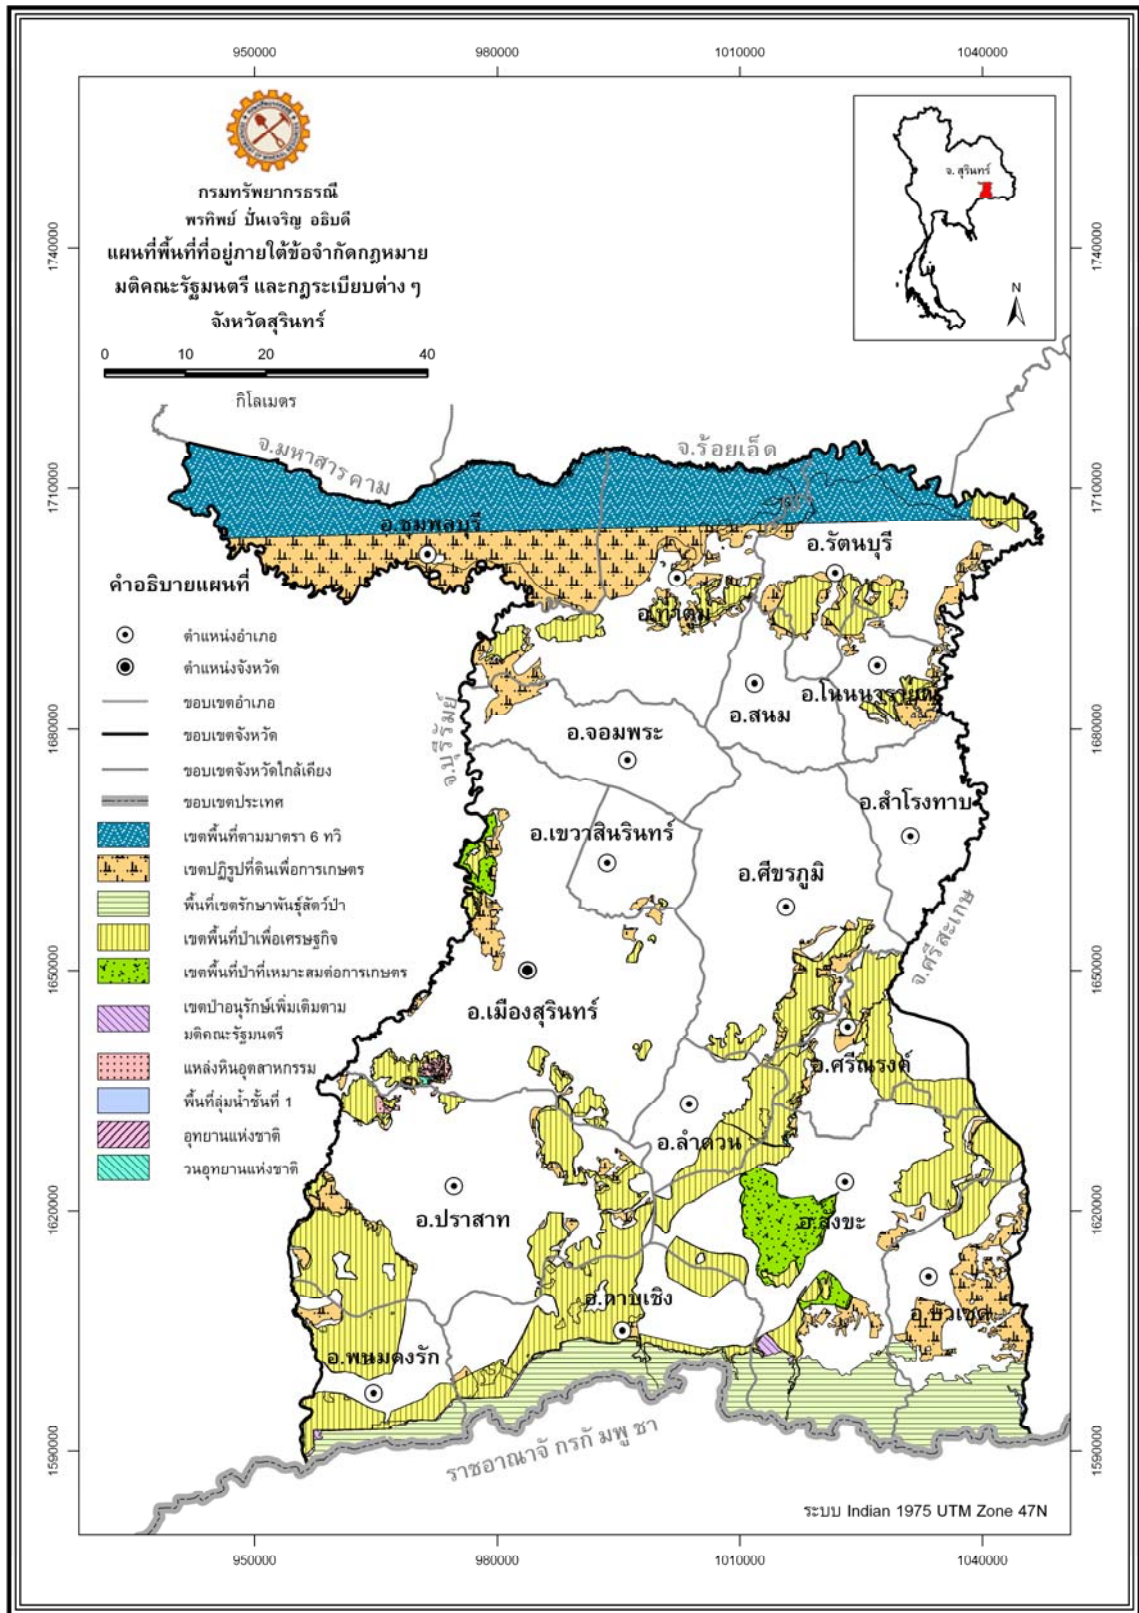 950000 980000 1010000 1040000
กรมทรัพยากรธรณี
พรทิพย์ ปั่นเจริญ อธิบดี
แผนที่พื้นที่ที่อยู่ภายใต้ข้อจำกัดกฎหมาย
มติคณะรัฐมนตรี และกฎระเบียบต่าง ๆ
จังหวัดสุรินทร์
0 10 20 40
กิโลเมตร
จ. สุรินทร์
N
1740000 1740000
1710000 1710000
1680000 1680000
1650000 1650000
1620000 1620000
1590000 1590000
จ.มหาสารคาม
จ.ร้อยเอ็ด
อ.ชุมพลบุรี
อ.รัตนบุรี
อ.ท่าตูม
คำอธิบายแผนที่
ตำแหน่งอำเภอ
ตำแหน่งจังหวัด
ขอบเขตอำเภอ
ขอบเขตจังหวัด
ขอบเขตจังหวัดใกล้เคียง
ขอบเขตประเทศ
เขตพื้นที่ตามมาตรา 6 ทวิ
เขตปฏิรูปที่ดินเพื่อการเกษตร
พื้นที่เขตรักษาพันธุ์สัตว์ป่า
เขตพื้นที่ป่าเพื่อเศรษฐกิจ
เขตพื้นที่ป่าที่เหมาะสมต่อการเกษตร
เขตป่าอนุรักษ์เพิ่มเติมตาม
มติคณะรัฐมนตรี
แหล่งหินอุตสาหกรรม
พื้นที่ลุ่มน้ำชั้นที่ 1
อุทยานแห่งชาติ
วนอุทยานแห่งชาติ
จ.บุรีรัมย์
อ.สนม
อ.โนนนารายณ์
อ.จอมพระ
อ.สำโรงทาบ
อ.เขวาสินรินทร์
อ.ศีขรภูมิ
จ.ศรีสะเกษ
อ.เมืองสุรินทร์
อ.ศรีณรงค์
อ.ลำดวน
อ.ปราสาท
อ.สังขะ
อ.กาบเชิง
อ.บัวเชด
อ.พนมดงรัก
ราชอาณาจักรกัมพูชา
ระบบ Indian 1975 UTM Zone 47N
950000 980000 1010000 1040000